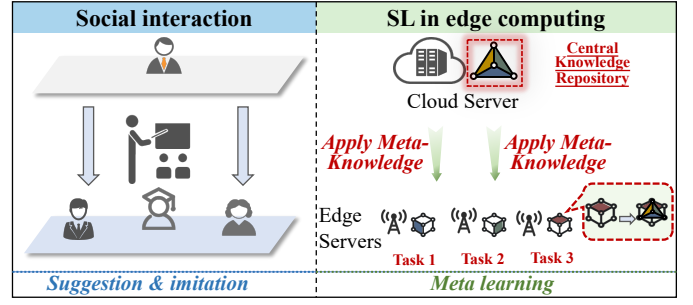 Social interaction
Suggestion & imitation
SL in edge computing
Central
Knowledge
Repository
Cloud Server
Apply Meta-
Knowledge
Apply Meta-
Knowledge
Edge
Servers
Task 1
Task 2
Task 3
Meta learning